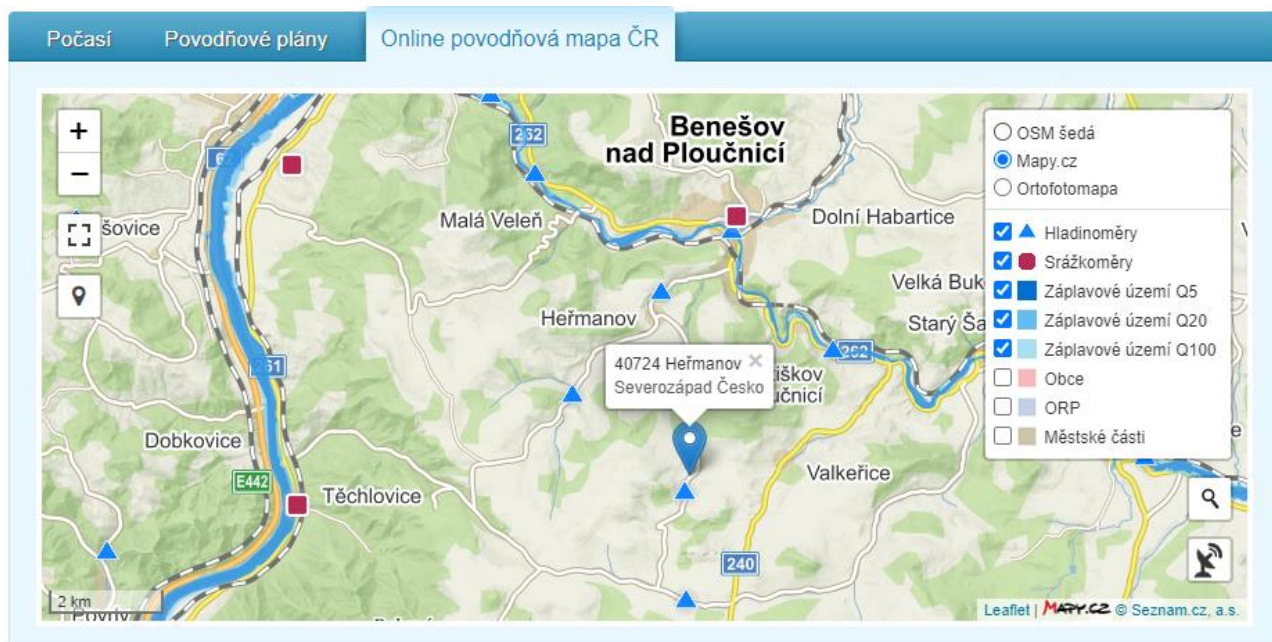 Počasí
Povodňové plány
Online povodňová mapa ČR
+
−
262
Benešov
nad Ploučnicí
Malá Veleň
Dolní Habartice
šovice
Velká Buk
Heřmanov
Starý Ša
261
262
40724 Heřmanov ×
Severozápad Česko
tiškov
učnicí
Dobkovice
Valkeřice
E442
Těchlovice
240
2 km
Povrly
OSM šedá
Mapy.cz
Ortofotomapa
Hladinoměry
Srážkoměry
Záplavové území Q5
Záplavové území Q20
Záplavové území Q100
Obce
ORP
Městské části
Leaflet | MAPY.CZ © Seznam.cz, a.s.